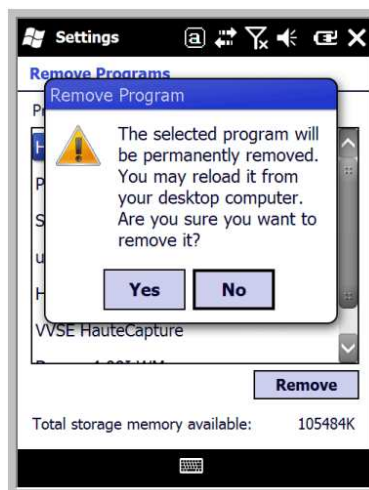 Settings
Remove Programs
Remove Program
The selected program will
be permanently removed.
You may reload it from
your desktop computer.
Are you sure you want to
remove it?
Yes
No
VVSE HauteCapture
Remove
Total storage memory available: 105484K